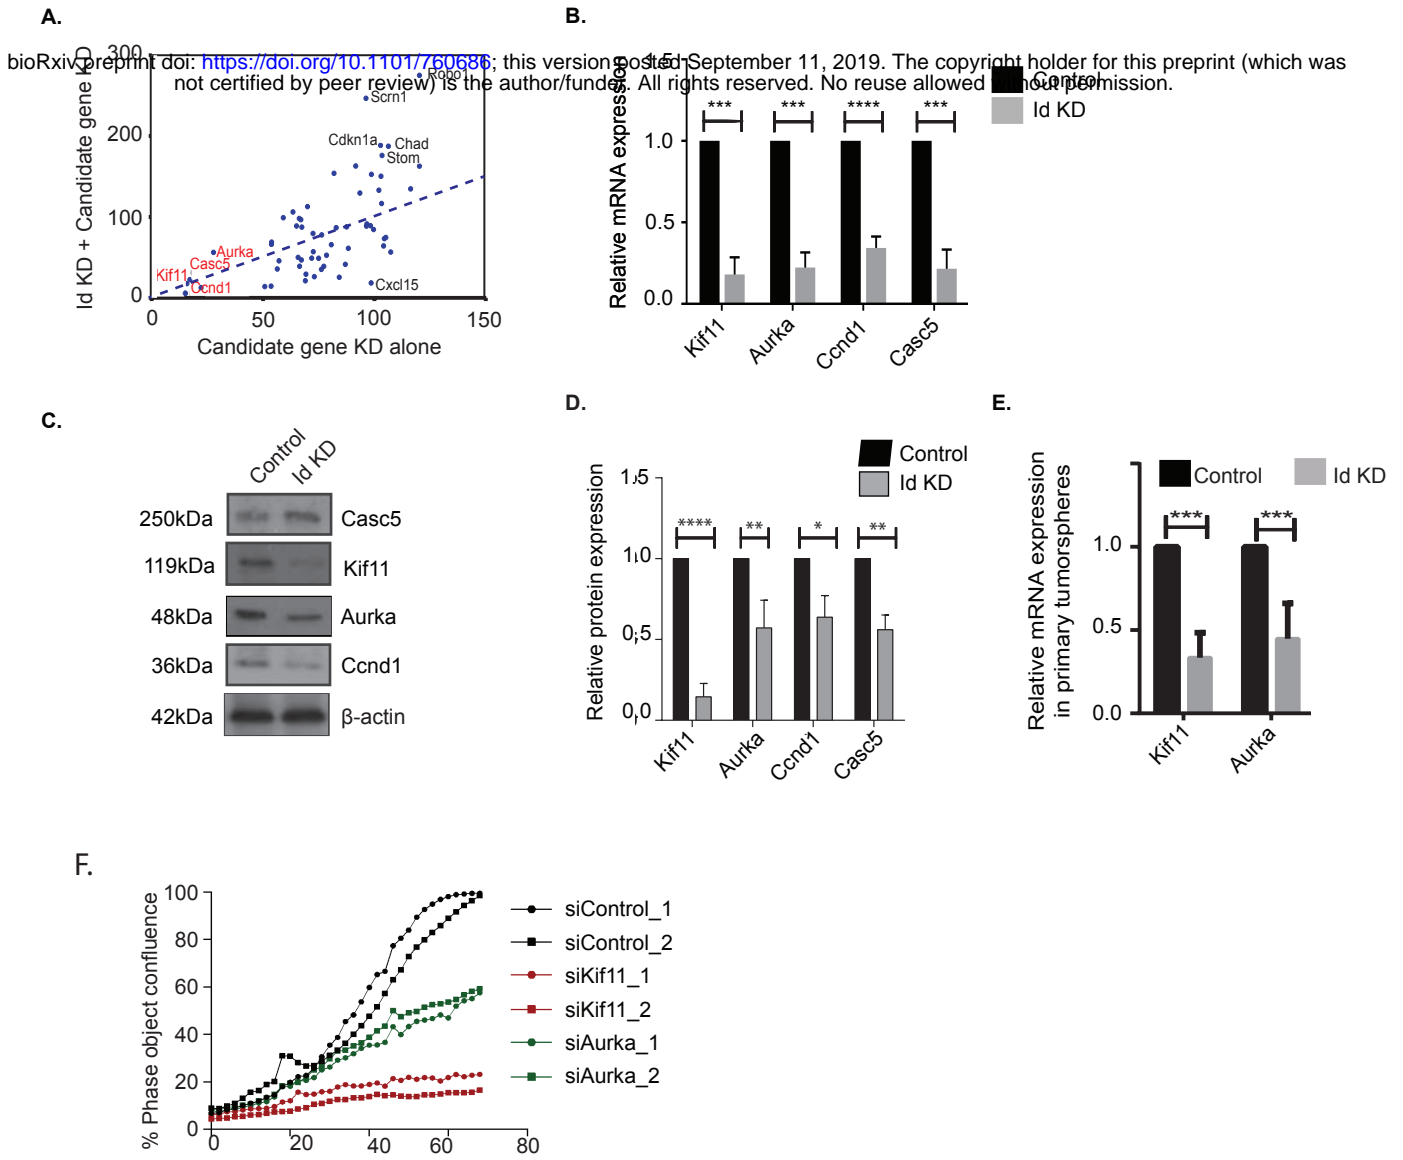 A.
B.
bioRxiv preprint doi: https://doi.org/10.1101/760686; this version posted September 11, 2019. The copyright holder for this preprint (which was
not certified by peer review) is the author/funder. All rights reserved. No reuse allowed without permission.
Id KD + Candidate gene KD
300
200
100
0
0
50
100
150
Candidate gene KD alone
Robo1
Scrn1
Cdkn1a
Chad
Stom
Aurka
Casc5
Kif11
Ccnd1
Cxcl15
Relative mRNA expression
1.5
1.0
0.5
0.0
Control
Id KD
***
***
****
***
Kif11
Aurka
Ccnd1
Casc5
C.
Control
Id KD
250kDa
Casc5
119kDa
Kif11
48kDa
Aurka
36kDa
Ccnd1
42kDa
β-actin
D.
Control
Id KD
Relative protein expression
1.5
1.0
0.5
0.0
****
**
*
**
Kif11
Aurka
Ccnd1
Casc5
E.
Control
Id KD
Relative mRNA expression
in primary tumorspheres
1.0
0.5
0.0
***
***
Kif11
Aurka
F.
% Phase object confluence
100
80
60
40
20
0
0
20
40
60
80
siControl_1
siControl_2
siKif11_1
siKif11_2
siAurka_1
siAurka_2